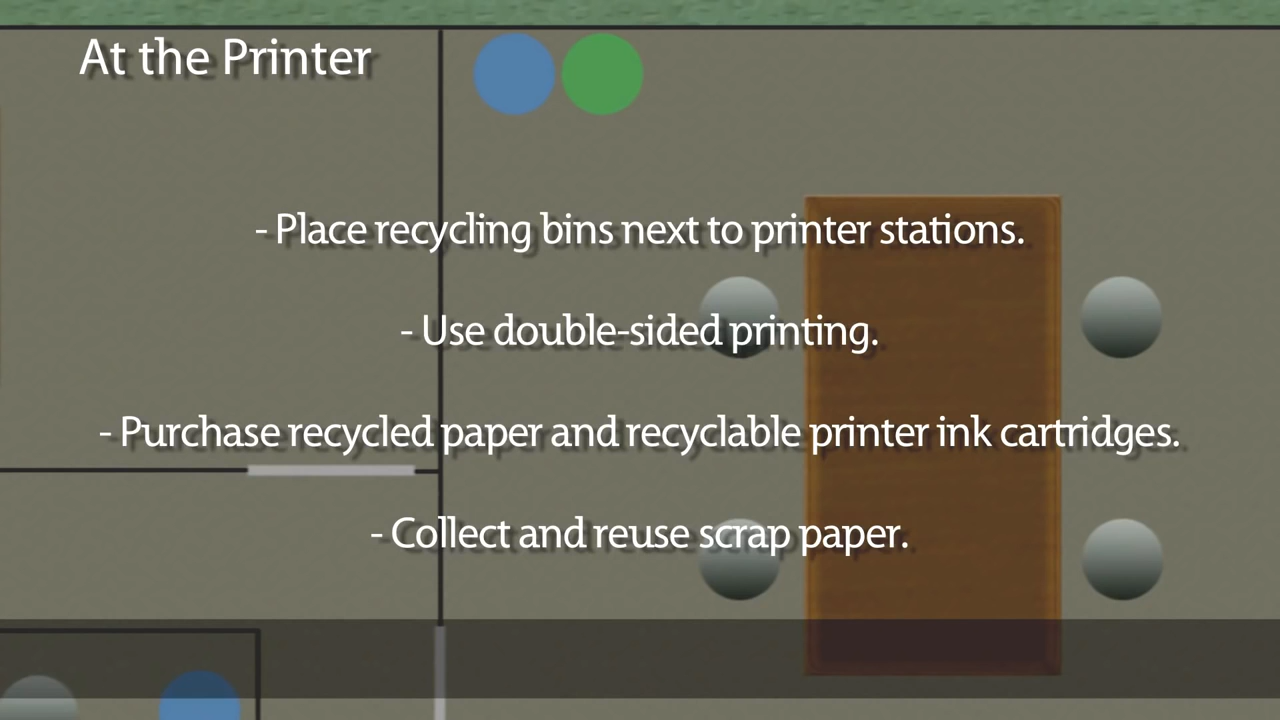 At the Printer
- Place recycling bins next to printer stations.
- Use double-sided printing.
- Purchase recycled paper and recyclable printer ink cartridges.
- Collect and reuse scrap paper.